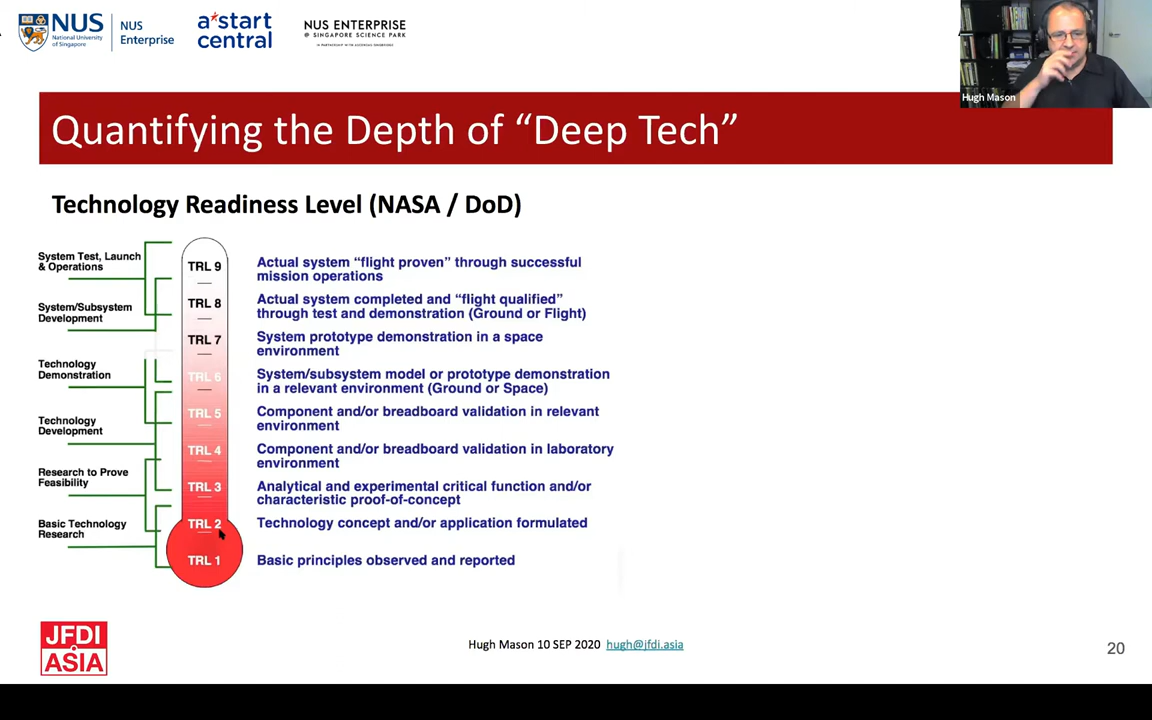 NUS
National University
of Singapore
NUS
Enterprise
a*start
central
NUS ENTERPRISE
@ SINGAPORE SCIENCE PARK
Hugh Mason
Quantifying the Depth of “Deep Tech”
Technology Readiness Level (NASA / DoD)
System Test, Launch
& Operations
System/Subsystem
Development
Technology
Demonstration
Technology
Development
Research to Prove
Feasibility
Basic Technology
Research
TRL 9
Actual system “flight proven” through successful
mission operations
TRL 8
Actual system completed and “flight qualified”
through test and demonstration (Ground or Flight)
TRL 7
System prototype demonstration in a space
environment
TRL 6
System/subsystem model or prototype demonstration
in a relevant environment (Ground or Space)
TRL 5
Component and/or breadboard validation in relevant
environment
TRL 4
Component and/or breadboard validation in laboratory
environment
TRL 3
Analytical and experimental critical function and/or
characteristic proof-of-concept
TRL 2
Technology concept and/or application formulated
TRL 1
Basic principles observed and reported
JFDI
ASIA
Hugh Mason 10 SEP 2020 hugh@jfdi.asia
20